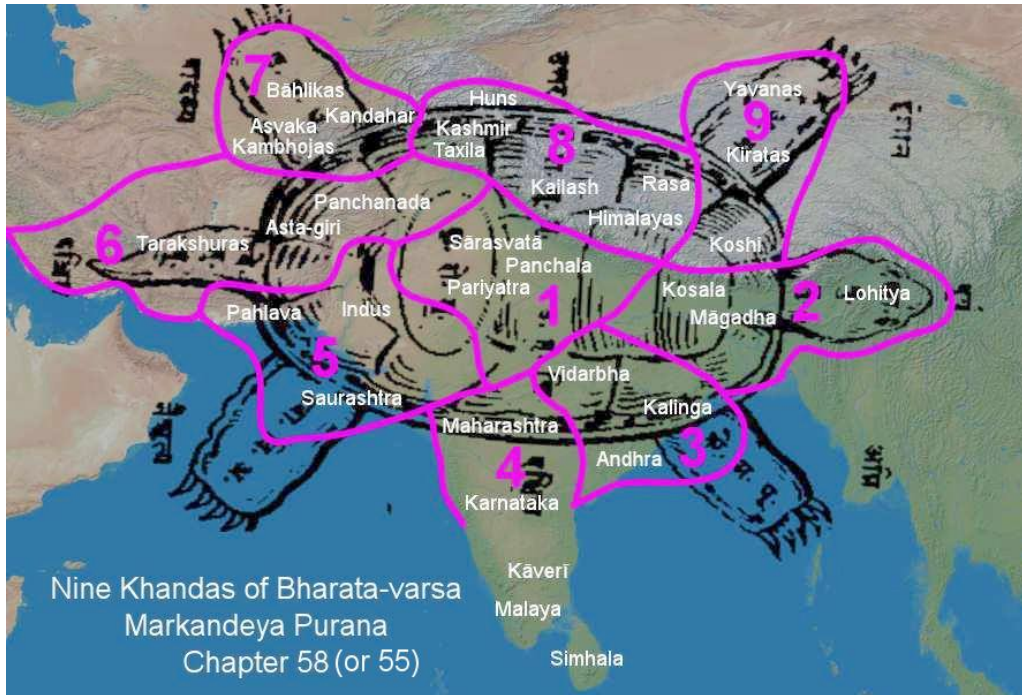 7
Bāhlikas
Kandahar
Asvaka
Kambhojas
Huns
Kashmir
Taxila
8
Kailash
Rasa
Himalayas
Yavanas
9
Kiratas
Koshi
Panchanada
Asta-giri
6
Tarakshuras
Sārasvatā
Panchala
Pariyatra
1
Kosala
Māgadha
2
Lohitya
Pahlava
Indus
5
Saurashtra
Vidarbha
Kalinga
3
Andhra
Maharashtra
4
Karnataka
Kāverī
Malaya
Simhala
Nine Khandas of Bharata-varsa
Markandeya Purana
Chapter 58 (or 55)